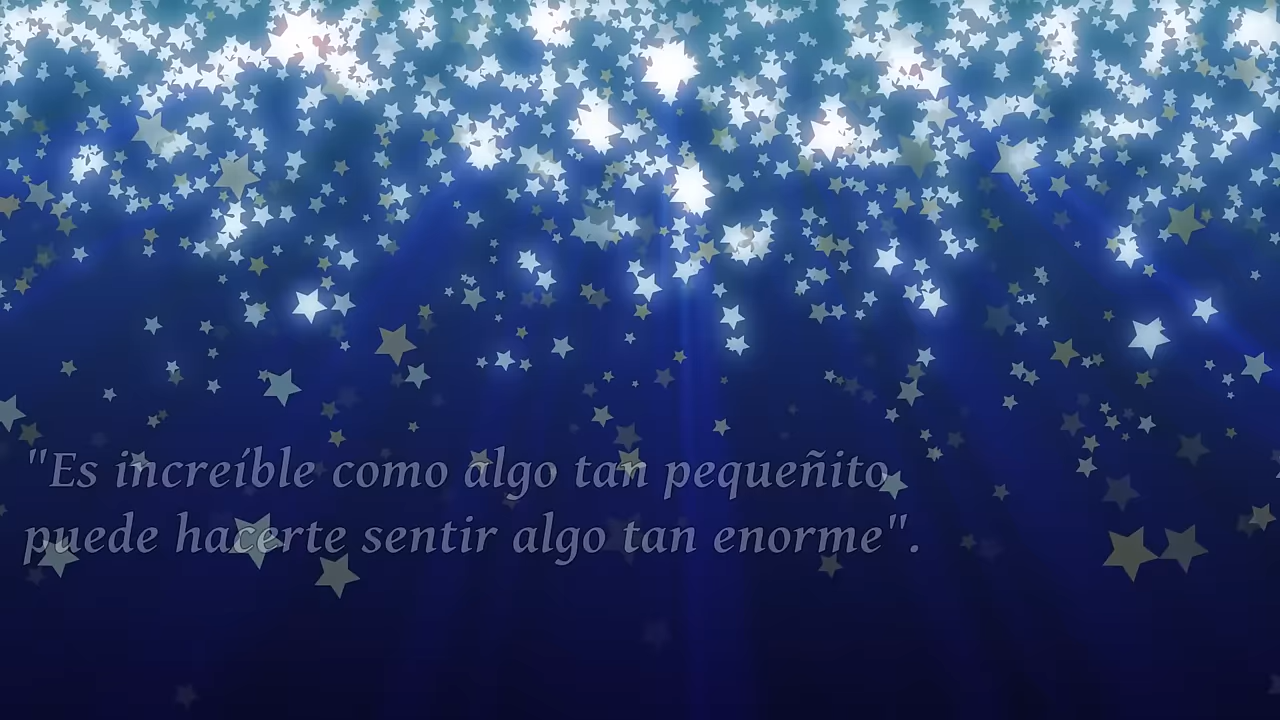 "Es increíble como algo tan pequeñito
puede hacerte sentir algo tan enorme".